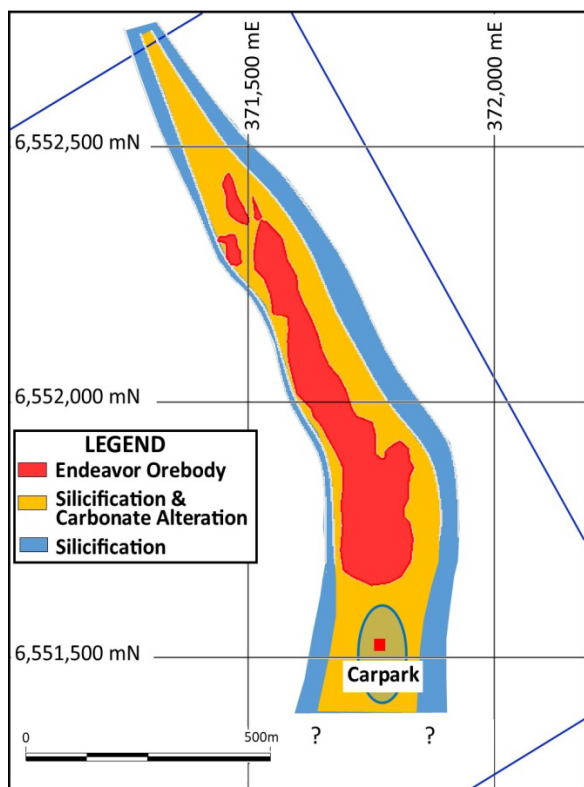 371,500 mE
372,000 mE
6,552,500 mN
6,552,000 mN
LEGEND
Endeavor Orebody
Silicification &
Carbonate Alteration
Silicification
6,551,500 mN
Carpark
? ?
0 500m